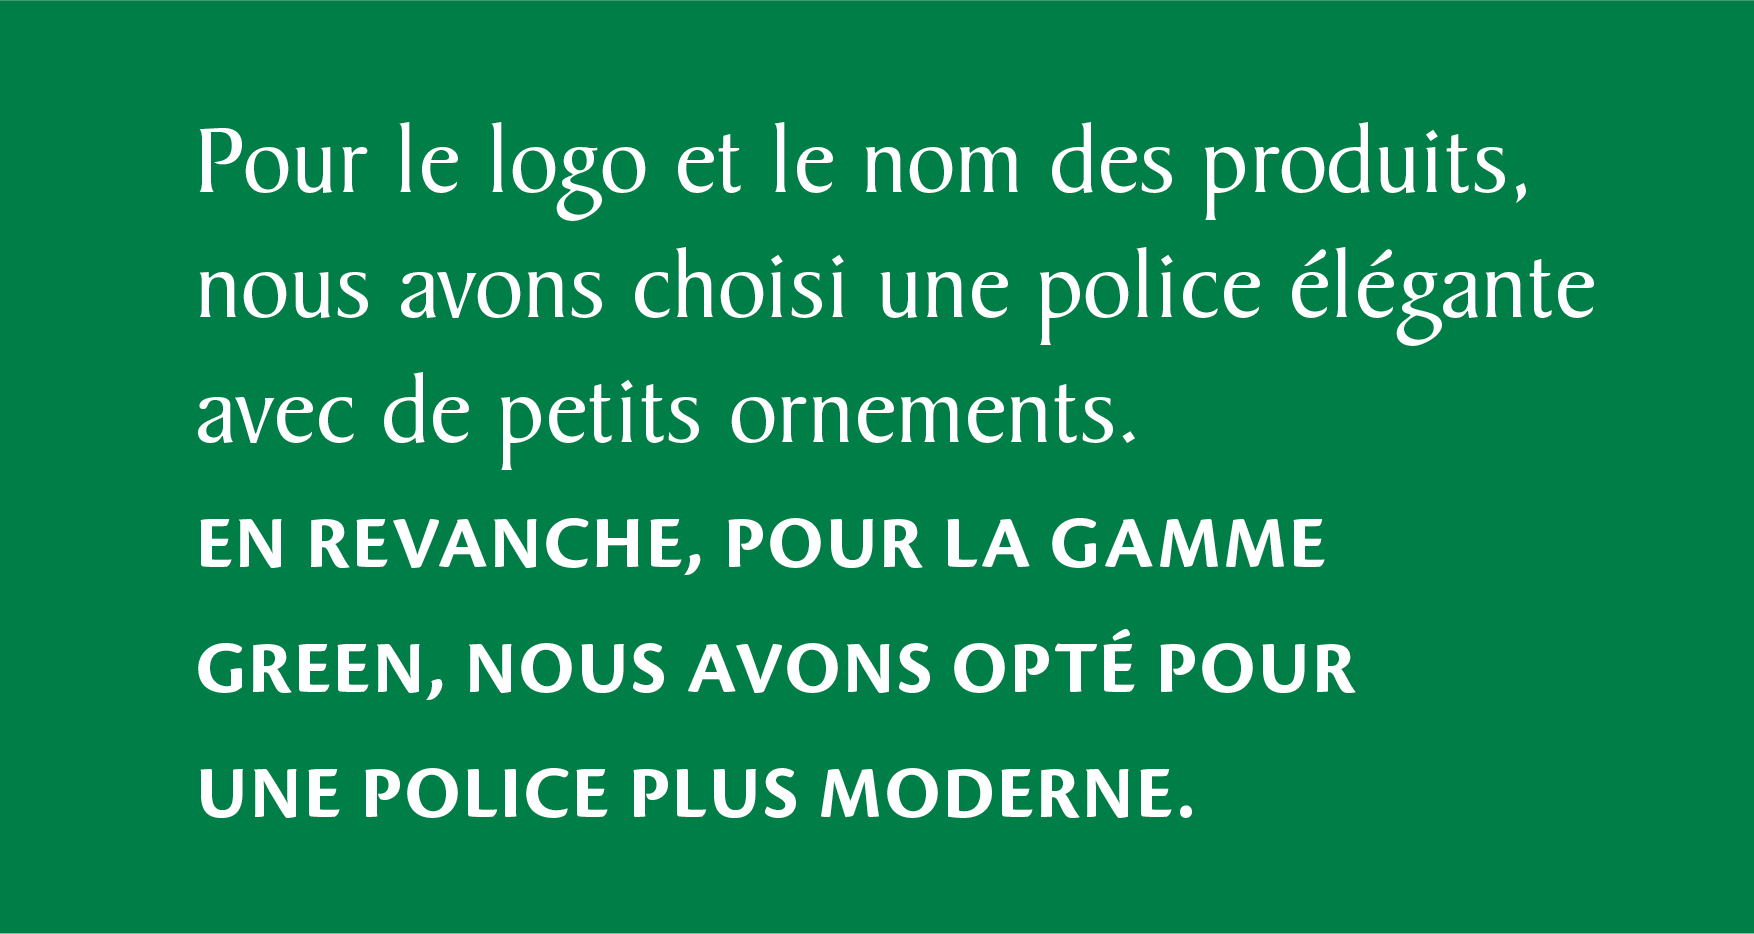 Pour le logo et le nom des produits,
nous avons choisi une police élégante
avec de petits ornements.
EN REVANCHE, POUR LA GAMME
GREEN, NOUS AVONS OPTÉ POUR
UNE POLICE PLUS MODERNE.